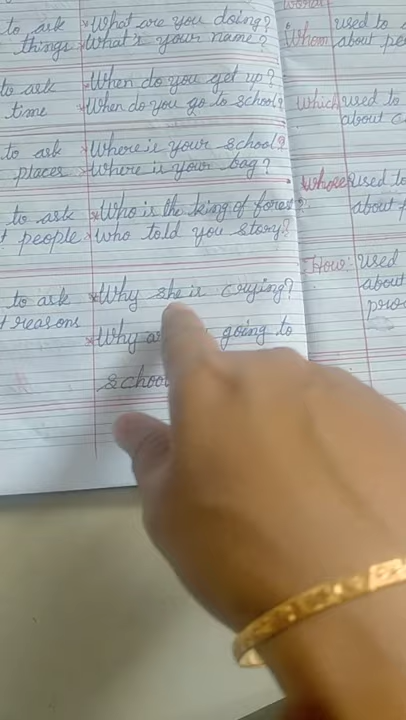 to ask *What are you doing?
things *What's your name?
to ask *When do you get up?
time *When do you go to school?
to ask *Where is your school?
places *Where is your bag?
to ask *Who is the king of forest?
people *who told you story?
to ask *Why she is crying?
reasons
*Why going to
school
Whom used to
about
Which used to
about
Whose used to
about
How: used
about